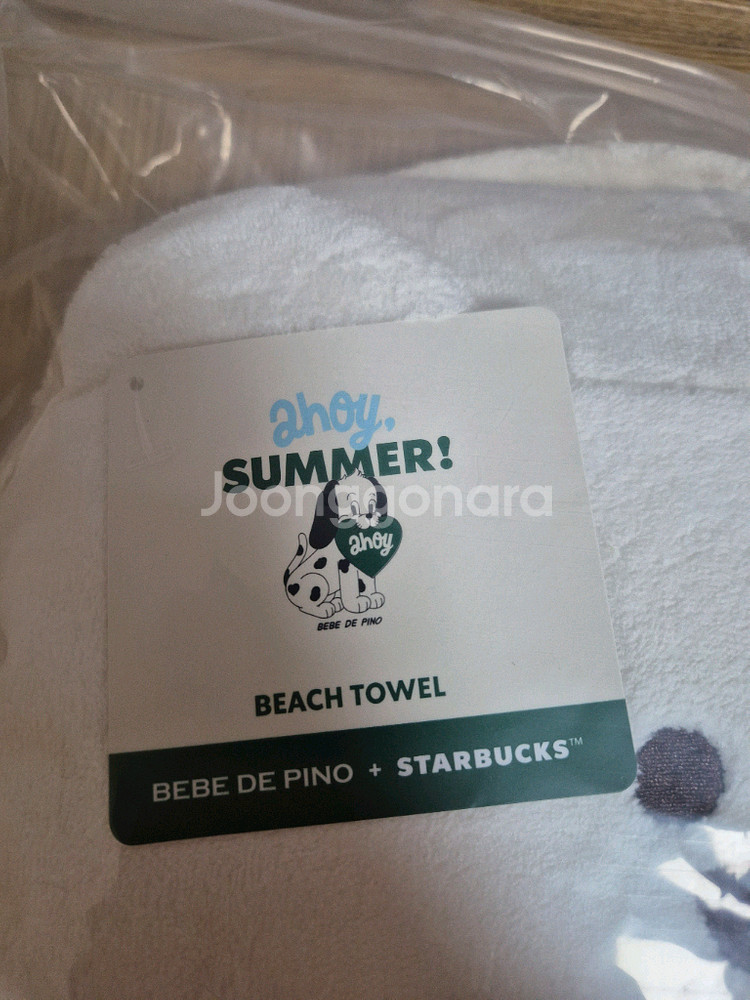 ahoy,
SUMMER!
Joonggonara
ahoy
BEBE DE PINO
BEACH TOWEL
BEBE DE PINO + STARBUCKS™